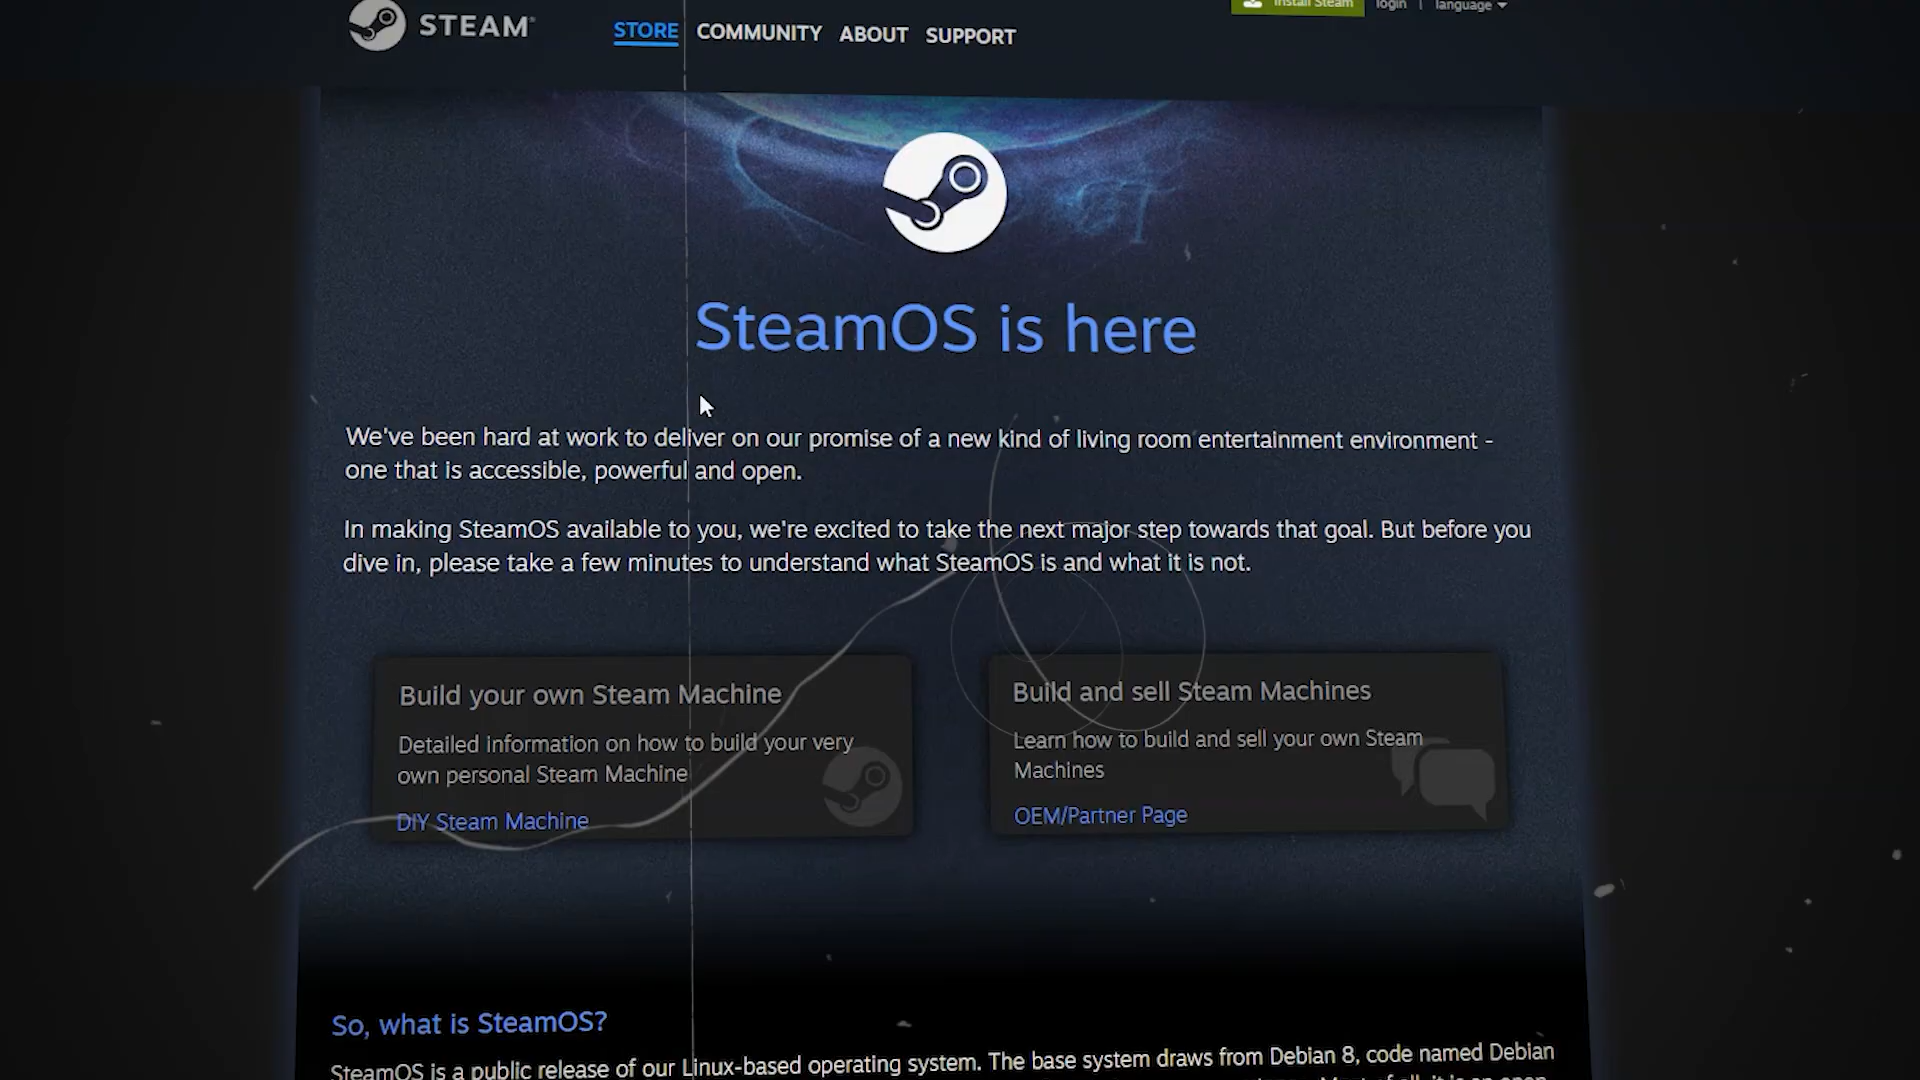 STEAM
STORE COMMUNITY ABOUT SUPPORT
Install Steam login | language
SteamOS is here
We've been hard at work to deliver on our promise of a new kind of living room entertainment environment -
one that is accessible, powerful and open.
In making SteamOS available to you, we're excited to take the next major step towards that goal. But before you
dive in, please take a few minutes to understand what SteamOS is and what it is not.
Build your own Steam Machine
Detailed information on how to build your very
own personal Steam Machine
DIY Steam Machine
Build and sell Steam Machines
Learn how to build and sell your own Steam
Machines
OEM/Partner Page
So, what is SteamOS?
SteamOS is a public release of our Linux-based operating system. The base system draws from Debian 8, code named Debian